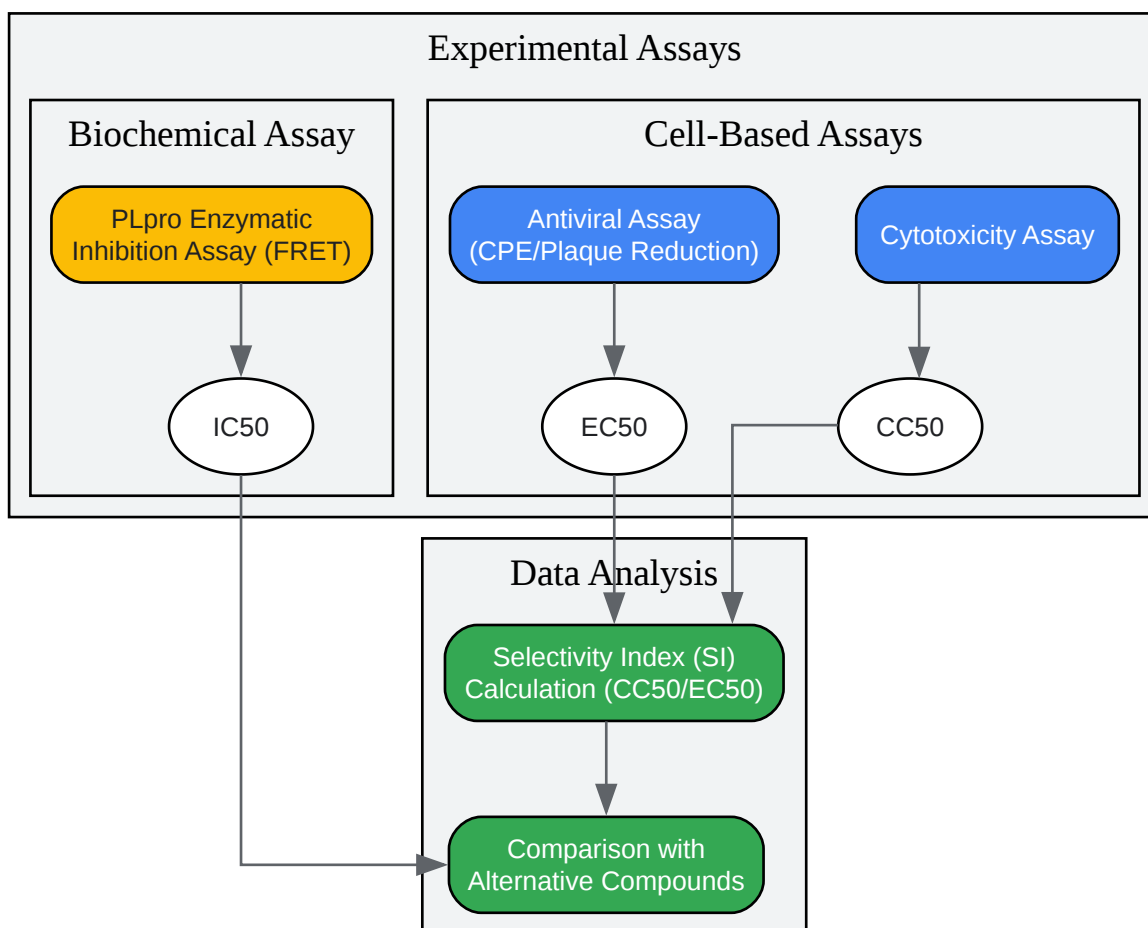 Experimental Assays
Biochemical Assay
PLpro Enzymatic
Inhibition Assay (FRET)
IC50
Cell-Based Assays
Antiviral Assay
(CPE/Plaque Reduction)
Cytotoxicity Assay
EC50
CC50
Data Analysis
Selectivity Index (SI)
Calculation (CC50/EC50)
Comparison with
Alternative Compounds